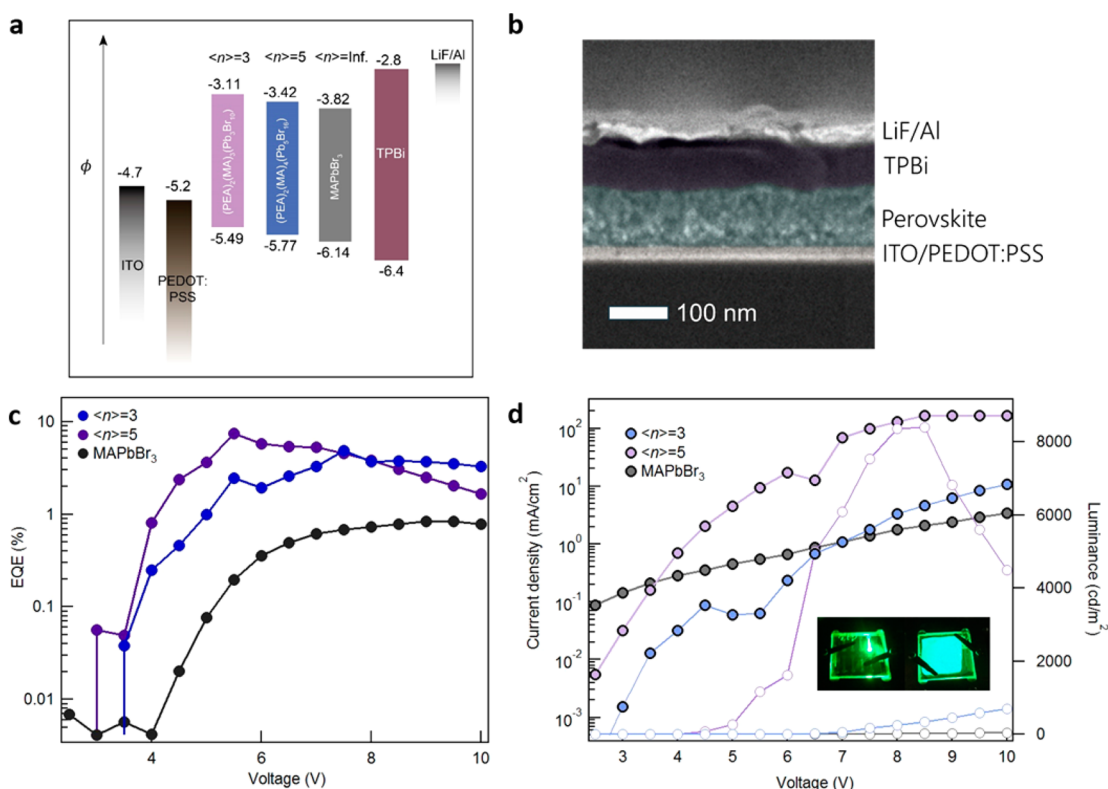 a
ϕ
<n>=3
<n>=5
<n>=Inf.
-2.8
LiF/Al
-3.11
-3.42
-3.82
-4.7
-5.2
ITO
PEDOT:
PSS
MAPbBr3
TPBi
-5.49
-5.77
-6.14
-6.4
b
LiF/Al
TPBi
Perovskite
ITO/PEDOT:PSS
100 nm
c
<n>=3
<n>=5
MAPbBr3
EQE (%)
10
1
0.1
0.01
4
6
8
10
Voltage (V)
d
<n>=3
<n>=5
MAPbBr3
Current density (mA/cm²)
10²
10¹
10⁰
10⁻¹
10⁻²
10⁻³
Luminance (cd/m²)
8000
6000
4000
2000
0
3
4
5
6
7
8
9
10
Voltage (V)